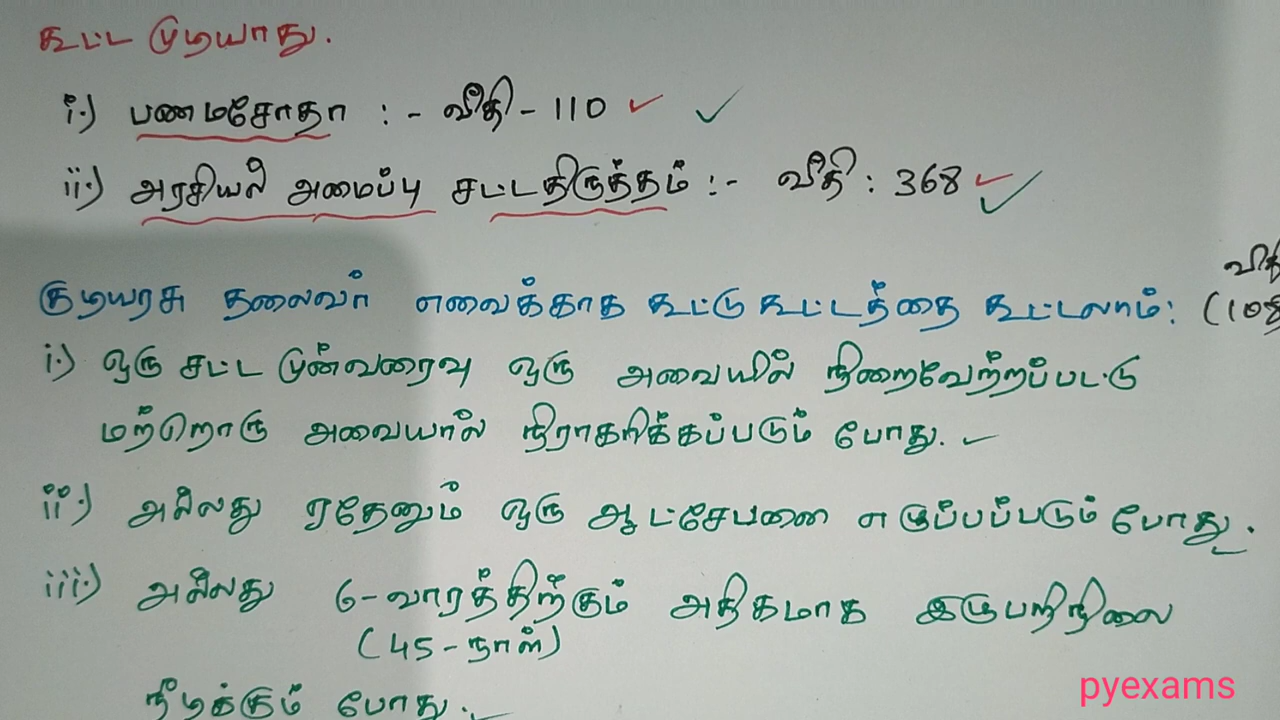 கூட்ட முடியாது.
i.) பணமசோதா :- வீதி - 110
ii.) அரசியல் அமைப்பு சட்டதிருத்தம் :- வீதி : 368
குடியரசு தலைவர் எவைக்காக கூட்டு கூட்டத்தை கூட்டலாம்: (108
i.) ஒரு சட்ட முன்வரைவு ஒரு அவையில் நிறைவேற்றப்பட்டு
மற்றொரு அவையால் நிராகரிக்கப்படும் போது.
ii.) அல்லது ஏதேனும் ஒரு ஆட்சேபனை எழுப்பப்படும் போது.
iii.) அல்லது 6-வாரத்திற்கும் அதிகமாக இழுபறிநிலை
(45-நாள்)
நீடிக்கும் போது.
pyexams